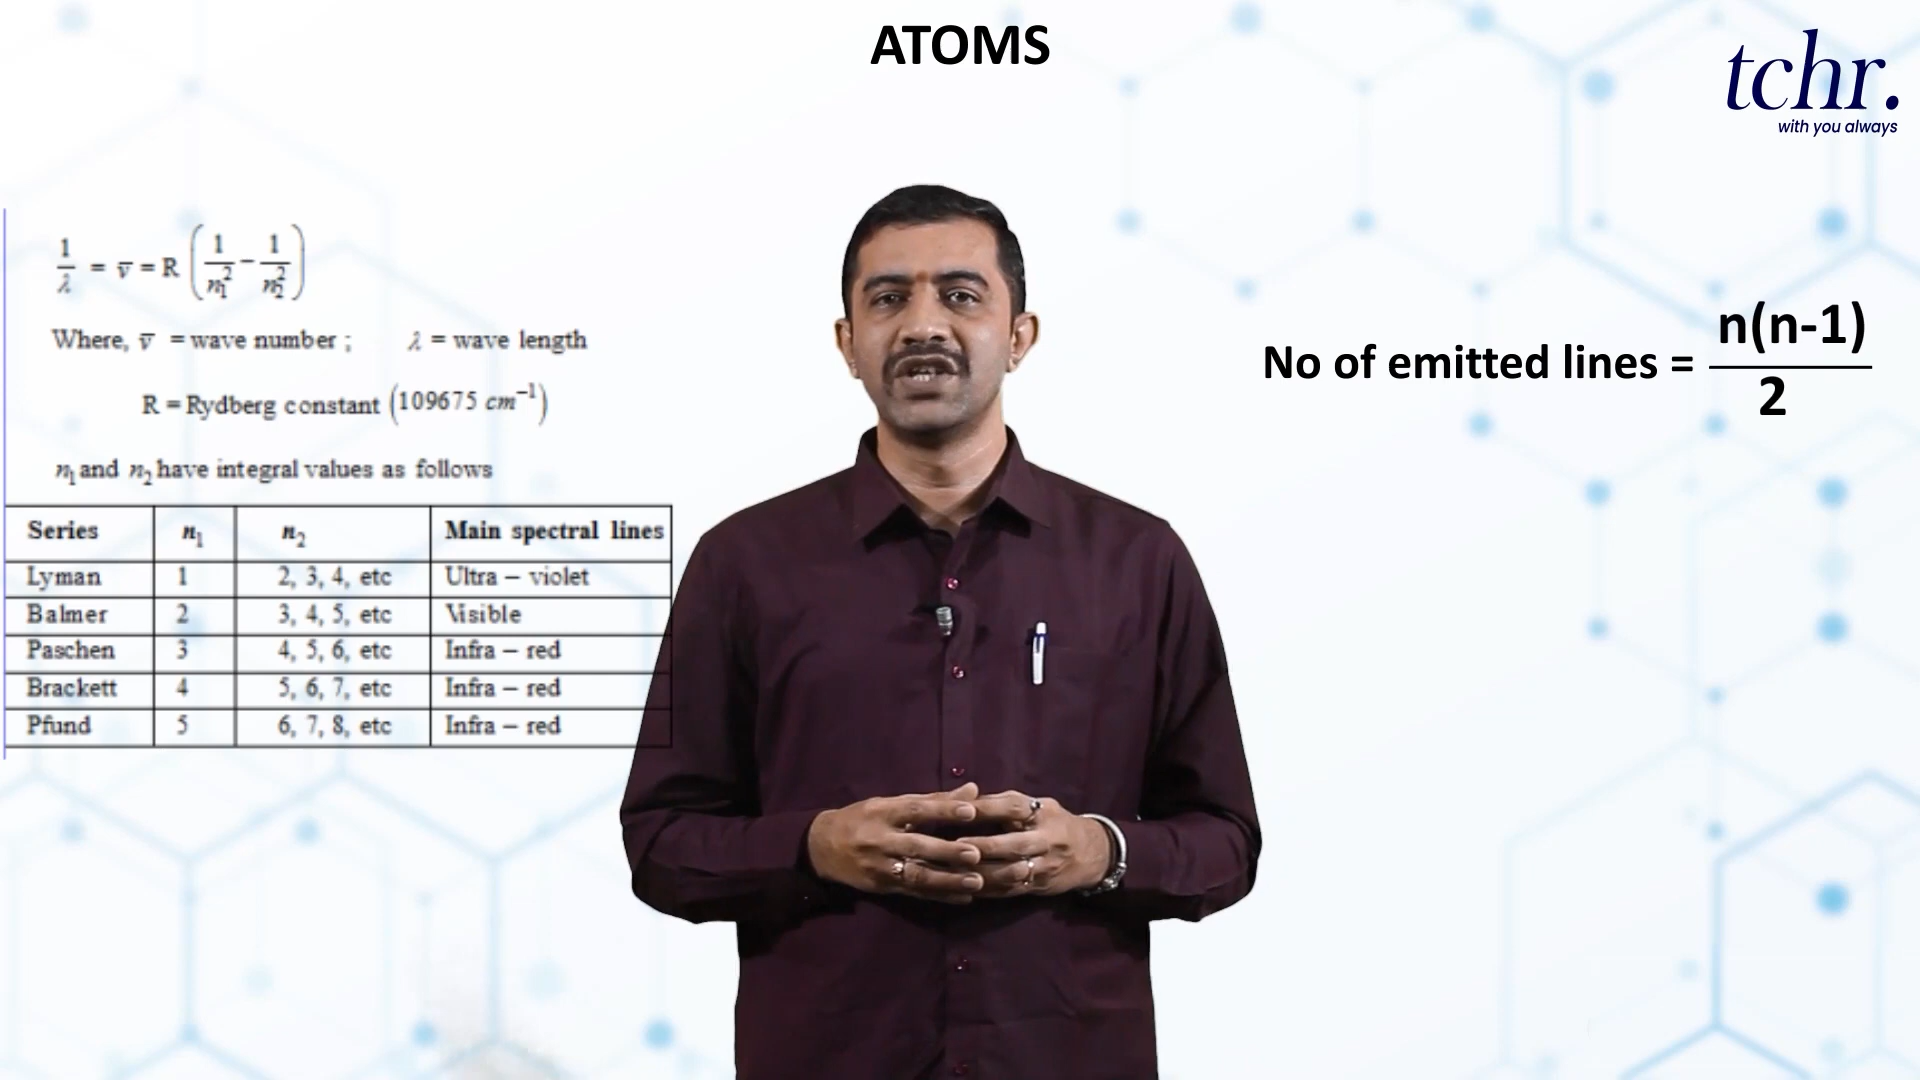 ATOMS
tchr.
with you always
1/λ = ν̅ = R (1/n₁² − 1/n₂²)
Where, ν̅ = wave number ; λ = wave length
R = Rydberg constant (109675 cm⁻¹)
n₁ and n₂ have integral values as follows
Series n₁ n₂ Main spectral lines
Lyman 1 2, 3, 4, etc Ultra – violet
Balmer 2 3, 4, 5, etc Visible
Paschen 3 4, 5, 6, etc Infra – red
Brackett 4 5, 6, 7, etc Infra – red
Pfund 5 6, 7, 8, etc Infra – red
No of emitted lines = n(n-1)/2